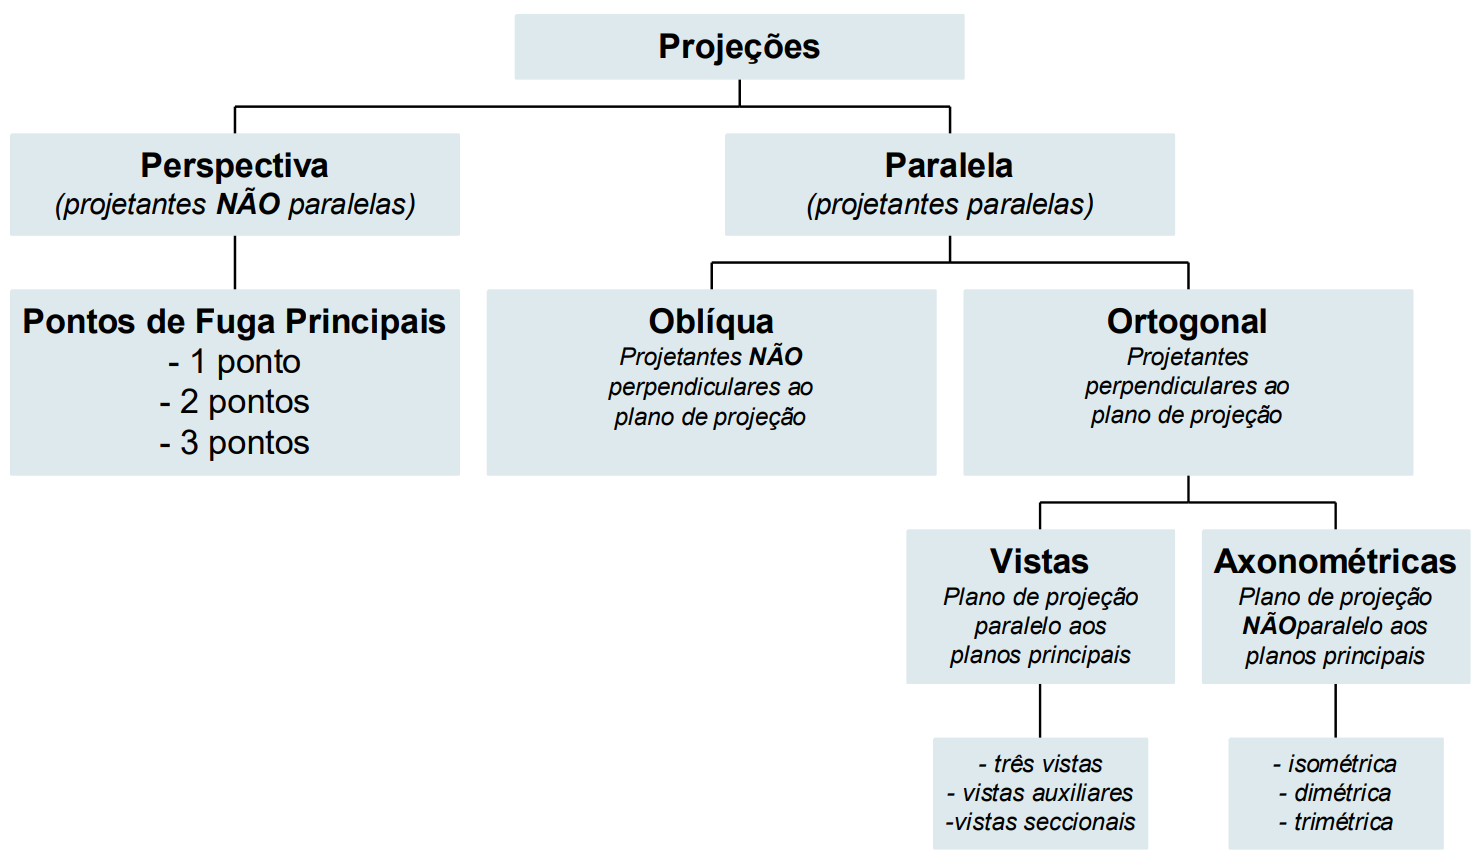 Projeções
Perspectiva
(projetantes NÃO paralelas)
Paralela
(projetantes paralelas)
Pontos de Fuga Principais
- 1 ponto
- 2 pontos
- 3 pontos
Oblíqua
Projetantes NÃO
perpendiculares ao
plano de projeção
Ortogonal
Projetantes
perpendiculares ao
plano de projeção
Vistas
Plano de projeção
paralelo aos
planos principais
Axonométricas
Plano de projeção
NÃOparalelo aos
planos principais
- três vistas
- vistas auxiliares
-vistas seccionais
- isométrica
- dimétrica
- trimétrica